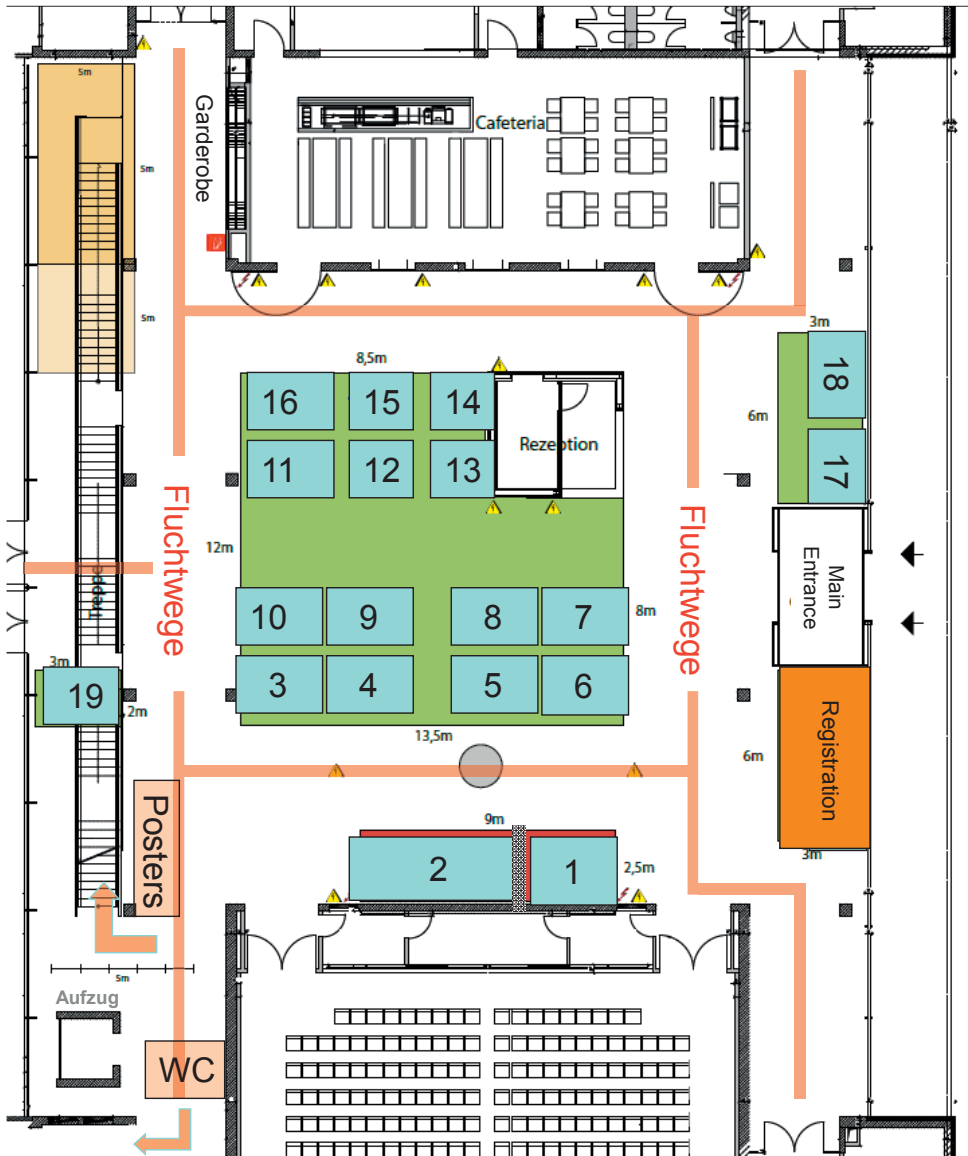 5m
Garderobe
Cafeteria
5m
5m
3m
8,5m
18
16
15
14
6m
Rezeption
11
12
13
17
Fluchtwege
Fluchtwege
12m
Main
Entrance
Treppe
10
9
8
7
8m
3m
19
3
4
5
6
2m
Registration
13,5m
6m
Posters
9m
2
1
2,5m
3m
5m
Aufzug
WC